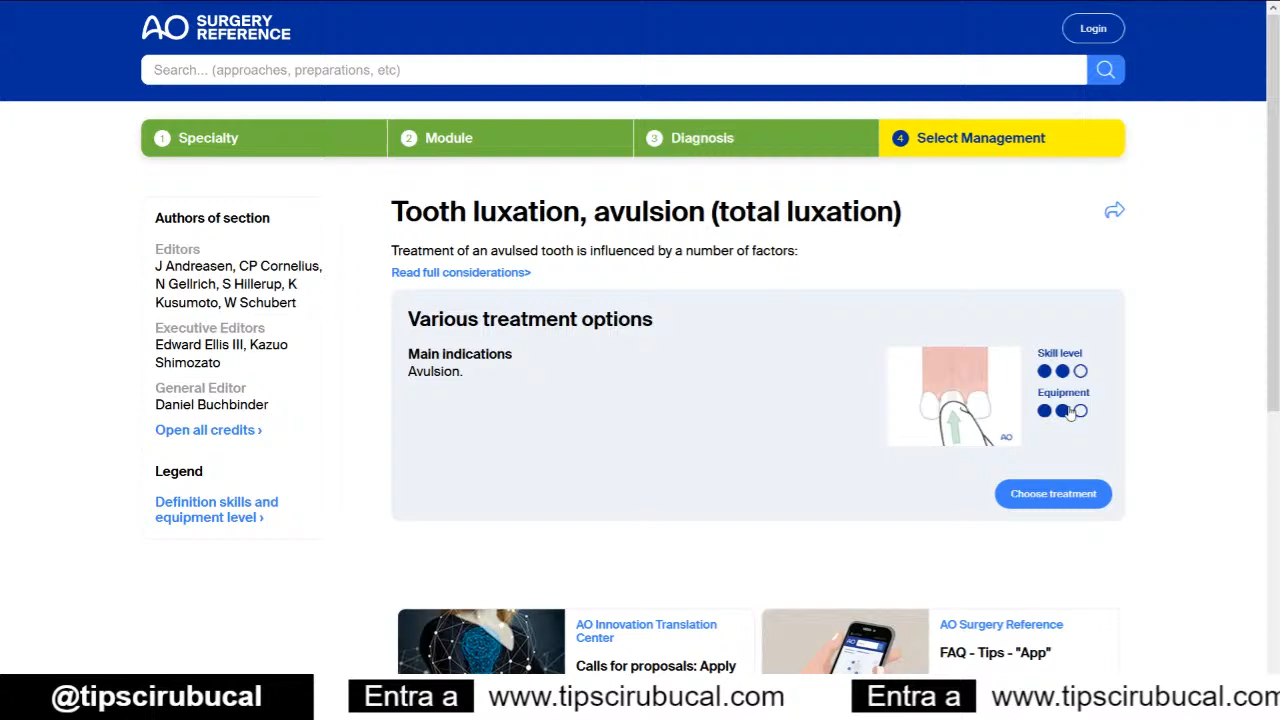 AO SURGERY
REFERENCE
Login
Search... (approaches, preparations, etc)
1 Specialty
2 Module
3 Diagnosis
4 Select Management
Authors of section
Editors
J Andreasen, CP Cornelius,
N Gellrich, S Hillerup, K
Kusumoto, W Schubert
Executive Editors
Edward Ellis III, Kazuo
Shimozato
General Editor
Daniel Buchbinder
Open all credits ›
Legend
Definition skills and
equipment level ›
Tooth luxation, avulsion (total luxation)
Treatment of an avulsed tooth is influenced by a number of factors:
Read full considerations>
Various treatment options
Main indications
Avulsion.
AO
Skill level
Equipment
Choose treatment
AO Innovation Translation
Center
Calls for proposals: Apply
AO Surgery Reference
FAQ - Tips - "App"
@tipscirubucal
Entra a
www.tipscirubucal.com
Entra a
www.tipscirubucal.com